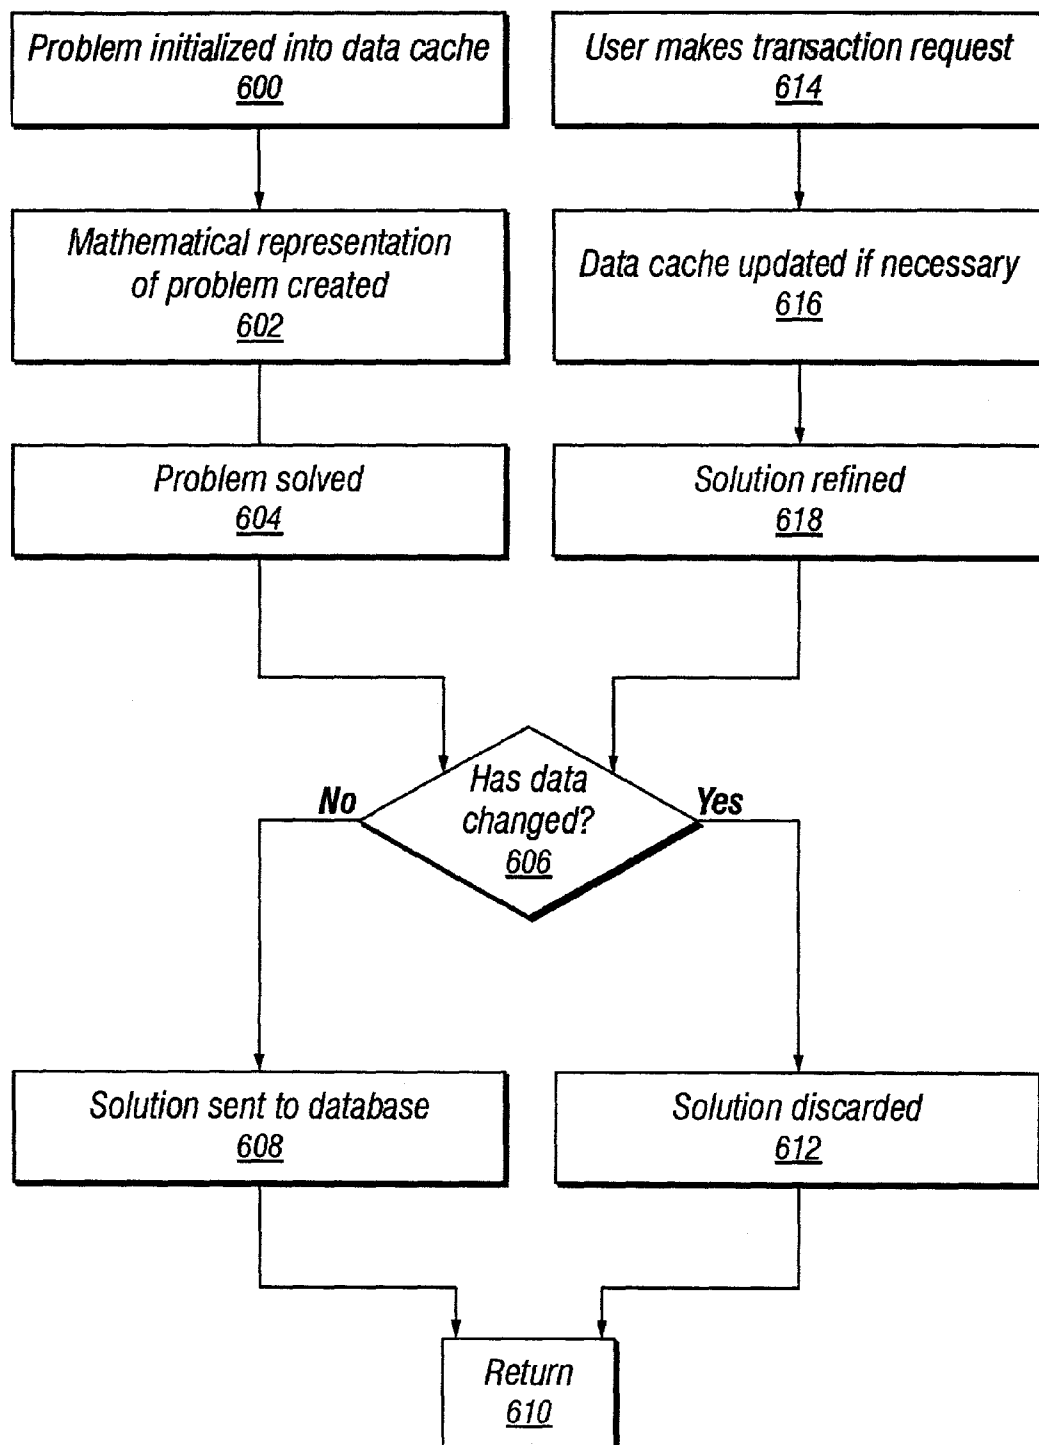 Problem initialized into data cache
600
User makes transaction request
614
Mathematical representation
of problem created
602
Data cache updated if necessary
616
Problem solved
604
Solution refined
618
Has data
changed?
606
No
Yes
Solution sent to database
608
Solution discarded
612
Return
610